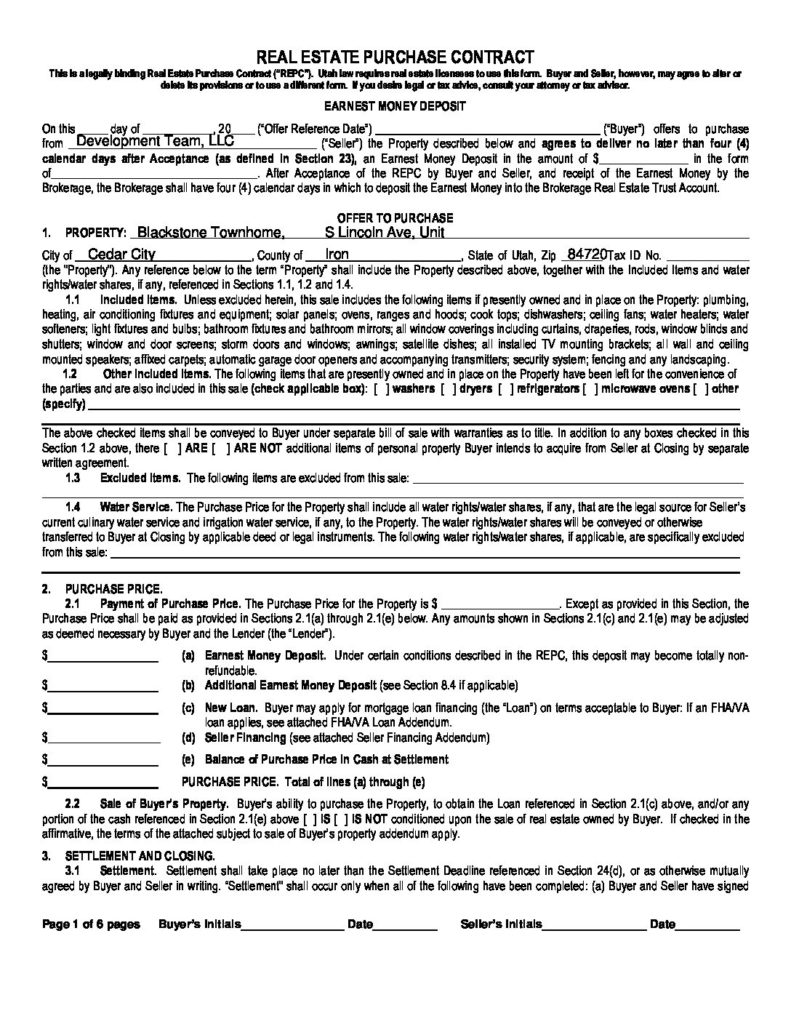 REAL ESTATE PURCHASE CONTRACT
This is a legally binding Real Estate Purchase Contract ("REPC"). Utah law requires real estate licensees to use this form. Buyer and Seller, however, may agree to alter or
delete its provisions or to use a different form. If you desire legal or tax advice, consult your attorney or tax advisor.
EARNEST MONEY DEPOSIT
On this _____ day of ___________, 20____ ("Offer Reference Date") __________________________________ ("Buyer") offers to purchase
from Development Team, LLC ("Seller") the Property described below and agrees to deliver no later than four (4)
calendar days after Acceptance (as defined in Section 23), an Earnest Money Deposit in the amount of $______________ in the form
of________________________________. After Acceptance of the REPC by Buyer and Seller, and receipt of the Earnest Money by the
Brokerage, the Brokerage shall have four (4) calendar days in which to deposit the Earnest Money into the Brokerage Real Estate Trust Account.
OFFER TO PURCHASE
1. PROPERTY: Blackstone Townhome, S Lincoln Ave, Unit
City of Cedar City, County of Iron, State of Utah, Zip 84720 Tax ID No. _____________
(the "Property"). Any reference below to the term "Property" shall include the Property described above, together with the Included Items and water
rights/water shares, if any, referenced in Sections 1.1, 1.2 and 1.4.
1.1 Included Items. Unless excluded herein, this sale includes the following items if presently owned and in place on the Property: plumbing,
heating, air conditioning fixtures and equipment; solar panels; ovens, ranges and hoods; cook tops; dishwashers; ceiling fans; water heaters; water
softeners; light fixtures and bulbs; bathroom fixtures and bathroom mirrors; all window coverings including curtains, draperies, rods, window blinds and
shutters; window and door screens; storm doors and windows; awnings; satellite dishes; all installed TV mounting brackets; all wall and ceiling
mounted speakers; affixed carpets; automatic garage door openers and accompanying transmitters; security system; fencing and any landscaping.
1.2 Other Included Items. The following items that are presently owned and in place on the Property have been left for the convenience of
the parties and are also included in this sale (check applicable box): [ ] washers [ ] dryers [ ] refrigerators [ ] microwave ovens [ ] other
(specify) ______________________________
The above checked items shall be conveyed to Buyer under separate bill of sale with warranties as to title. In addition to any boxes checked in this
Section 1.2 above, there [ ] ARE [ ] ARE NOT additional items of personal property Buyer intends to acquire from Seller at Closing by separate
written agreement.
1.3 Excluded Items. The following items are excluded from this sale: ______________________________
1.4 Water Service. The Purchase Price for the Property shall include all water rights/water shares, if any, that are the legal source for Seller's
current culinary water service and irrigation water service, if any, to the Property. The water rights/water shares will be conveyed or otherwise
transferred to Buyer at Closing by applicable deed or legal instruments. The following water rights/water shares, if applicable, are specifically excluded
from this sale: ______________________________
2. PURCHASE PRICE.
2.1 Payment of Purchase Price. The Purchase Price for the Property is $ __________________. Except as provided in this Section, the
Purchase Price shall be paid as provided in Sections 2.1(a) through 2.1(e) below. Any amounts shown in Sections 2.1(c) and 2.1(e) may be adjusted
as deemed necessary by Buyer and the Lender (the "Lender").
$_________________ (a) Earnest Money Deposit. Under certain conditions described in the REPC, this deposit may become totally non-
refundable.
$_________________ (b) Additional Earnest Money Deposit (see Section 8.4 if applicable)
$_________________ (c) New Loan. Buyer may apply for mortgage loan financing (the "Loan") on terms acceptable to Buyer: If an FHA/VA
loan applies, see attached FHA/VA Loan Addendum.
$_________________ (d) Seller Financing (see attached Seller Financing Addendum)
$_________________ (e) Balance of Purchase Price in Cash at Settlement
$_________________ PURCHASE PRICE. Total of lines (a) through (e)
2.2 Sale of Buyer's Property. Buyer's ability to purchase the Property, to obtain the Loan referenced in Section 2.1(c) above, and/or any
portion of the cash referenced in Section 2.1(e) above [ ] IS [ ] IS NOT conditioned upon the sale of real estate owned by Buyer. If checked in the
affirmative, the terms of the attached subject to sale of Buyer's property addendum apply.
3. SETTLEMENT AND CLOSING.
3.1 Settlement. Settlement shall take place no later than the Settlement Deadline referenced in Section 24(d), or as otherwise mutually
agreed by Buyer and Seller in writing. "Settlement" shall occur only when all of the following have been completed: (a) Buyer and Seller have signed
Page 1 of 6 pages Buyer's Initials________________ Date__________ Seller's Initials________________ Date__________